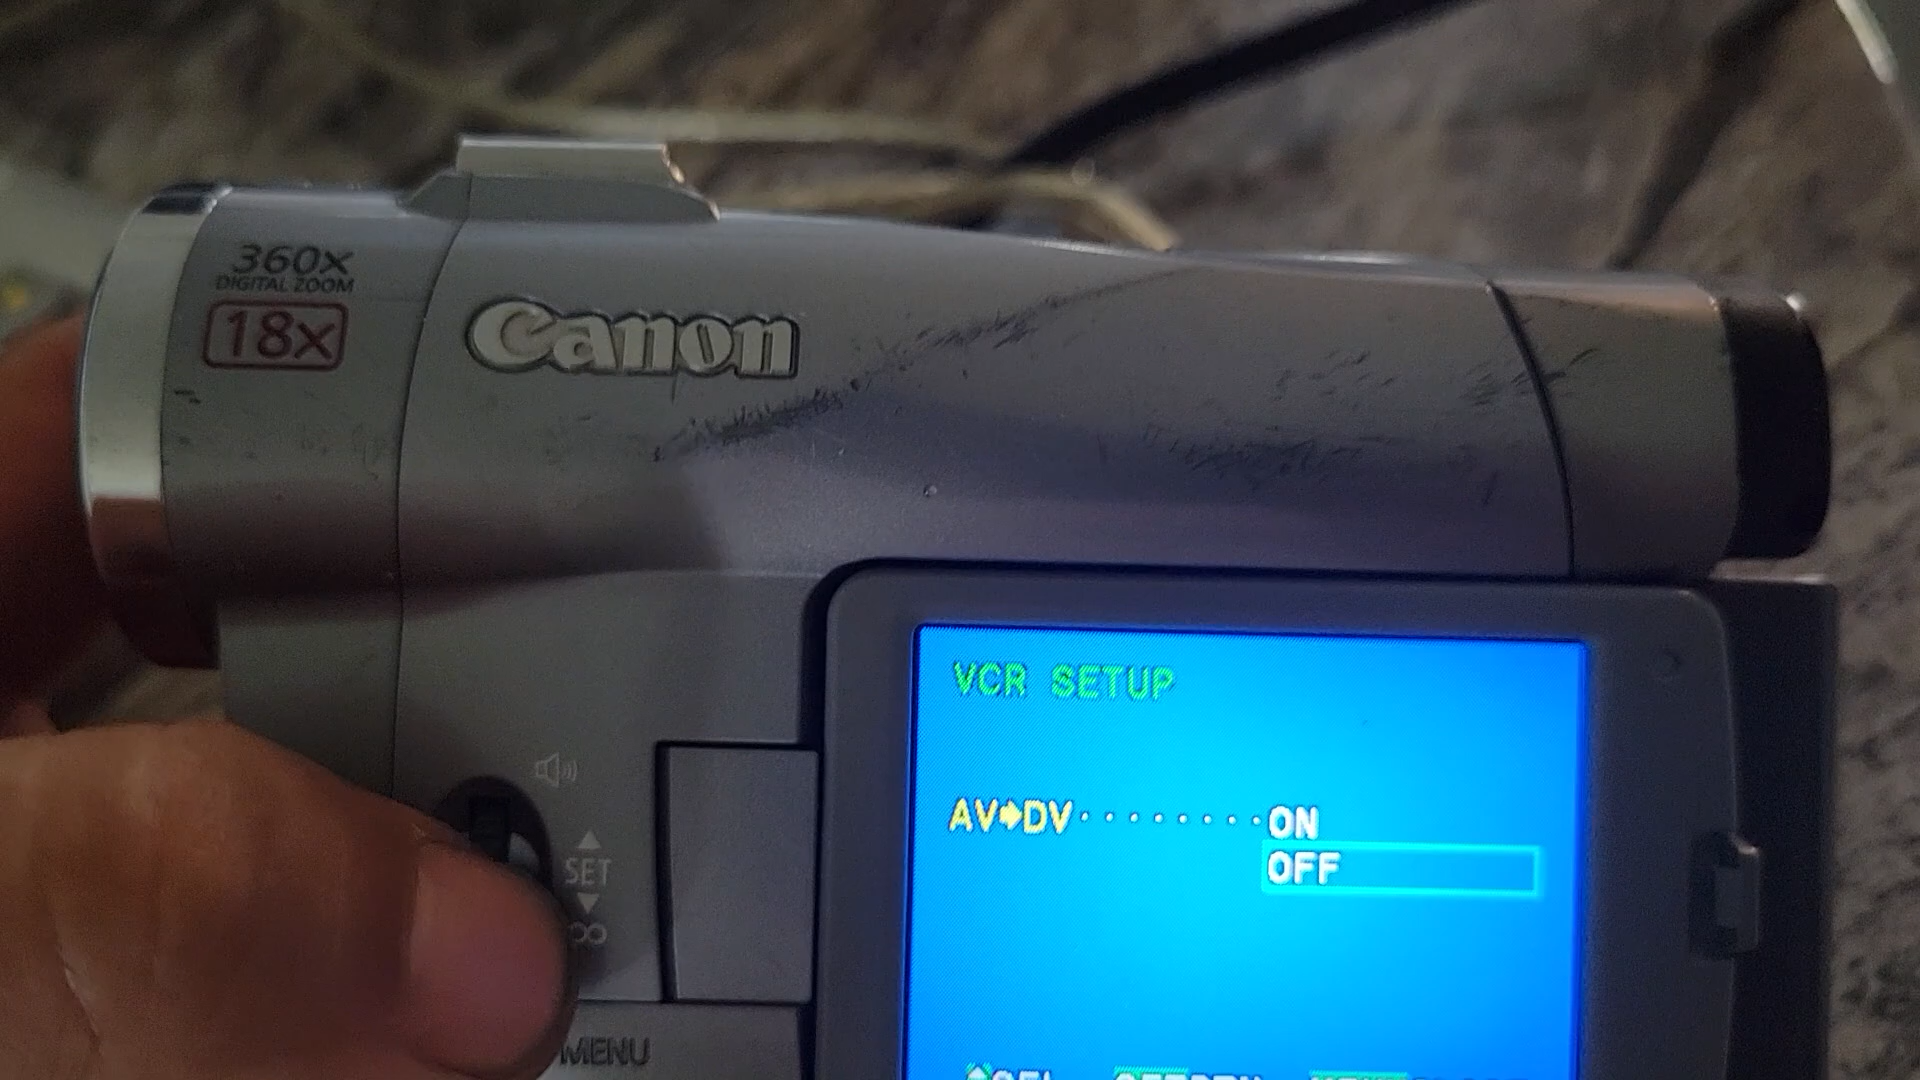 360x
DIGITAL ZOOM
18x
Canon
VCR SETUP
AV➔DV········ON
OFF
SET
∞
MENU